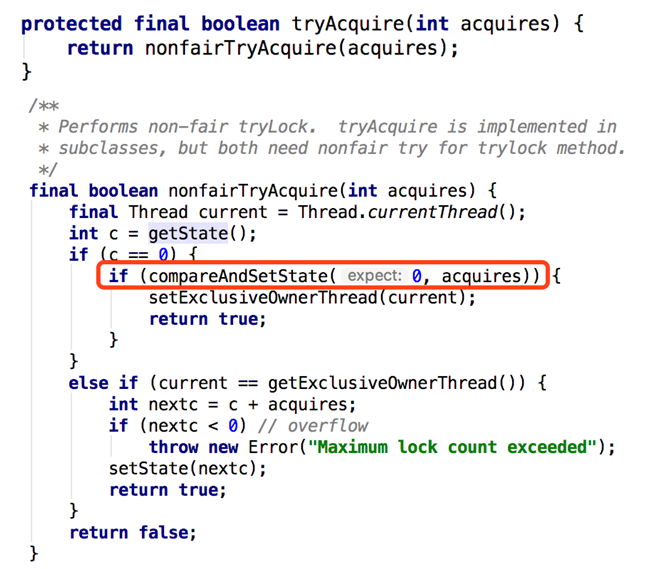 protected final boolean tryAcquire(int acquires) {
    return nonfairTryAcquire(acquires);
}
/**
 * Performs non-fair tryLock.  tryAcquire is implemented in
 * subclasses, but both need nonfair try for trylock method.
 */
final boolean nonfairTryAcquire(int acquires) {
    final Thread current = Thread.currentThread();
    int c = getState();
    if (c == 0) {
        if (compareAndSetState( expect: 0, acquires)) {
            setExclusiveOwnerThread(current);
            return true;
        }
    }
    else if (current == getExclusiveOwnerThread()) {
        int nextc = c + acquires;
        if (nextc < 0) // overflow
            throw new Error("Maximum lock count exceeded");
        setState(nextc);
        return true;
    }
    return false;
}